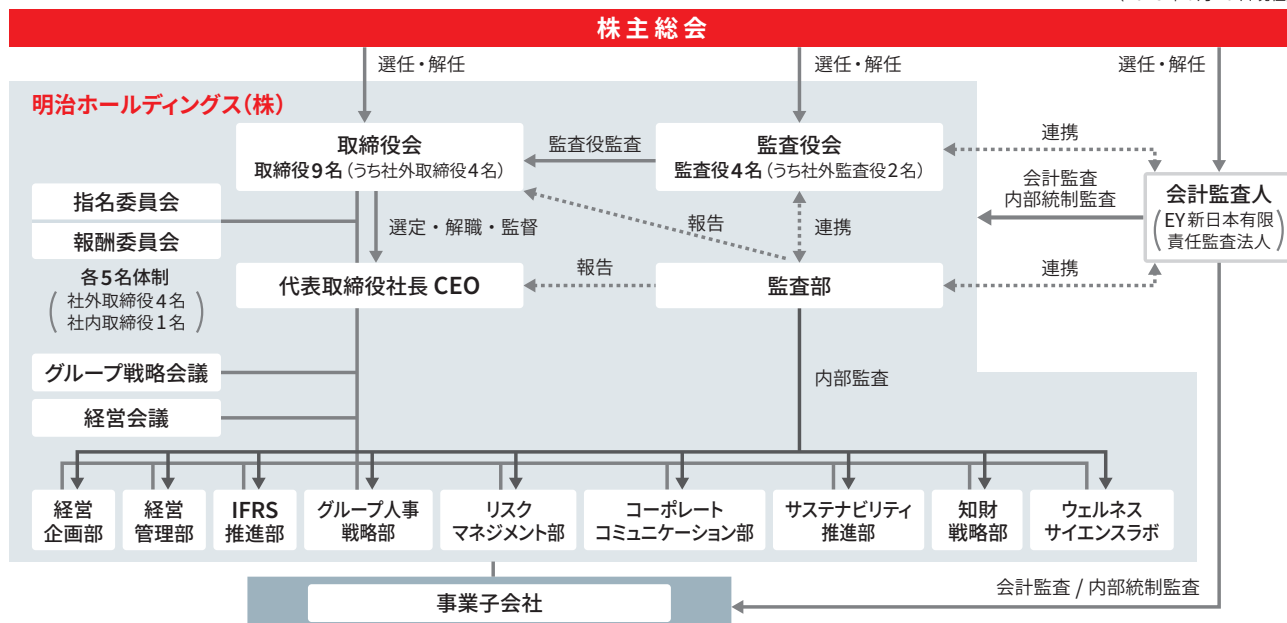 株主総会
選任・解任
選任・解任
選任・解任
明治ホールディングス(株)
取締役会
取締役9名(うち社外取締役4名)
監査役監査
監査役会
監査役4名(うち社外監査役2名)
連携
会計監査
内部統制監査
会計監査人
(EY新日本有限
責任監査法人)
指名委員会
報酬委員会
各5名体制
(社外取締役4名
社内取締役1名)
選定・解職・監督
報告
連携
代表取締役社長 CEO
報告
監査部
連携
グループ戦略会議
経営会議
内部監査
経営
企画部
経営
管理部
IFRS
推進部
グループ人事
戦略部
リスク
マネジメント部
コーポレート
コミュニケーション部
サステナビリティ
推進部
知財
戦略部
ウェルネス
サイエンスラボ
事業子会社
会計監査 / 内部統制監査